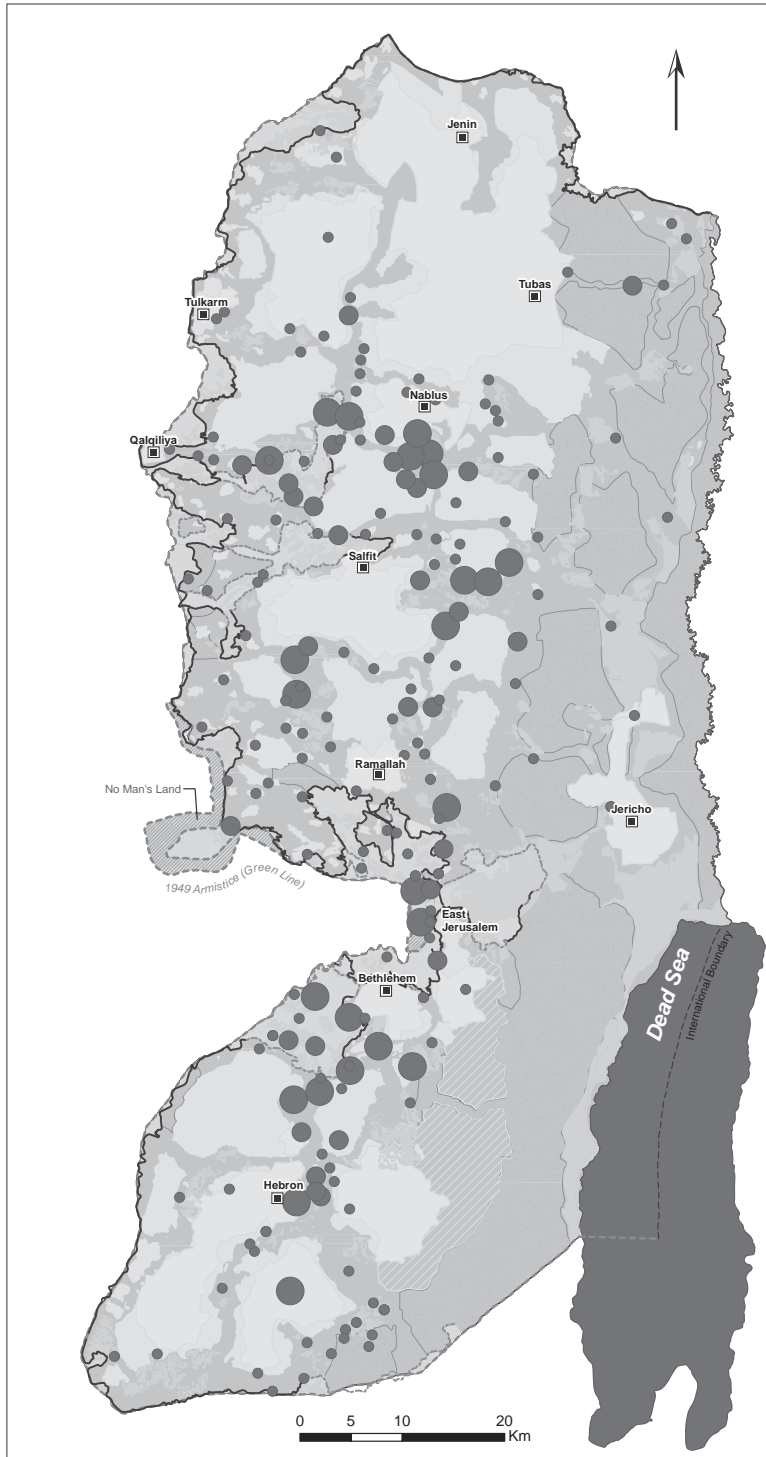 Jenin
Tubas
Tulkarm
Nablus
Qalqiliya
Salfit
Ramallah
No Man's Land
Jericho
1949 Armistice (Green Line)
East
Jerusalem
Bethlehem
Dead Sea
International Boundary
Hebron
0 5 10 20
Km